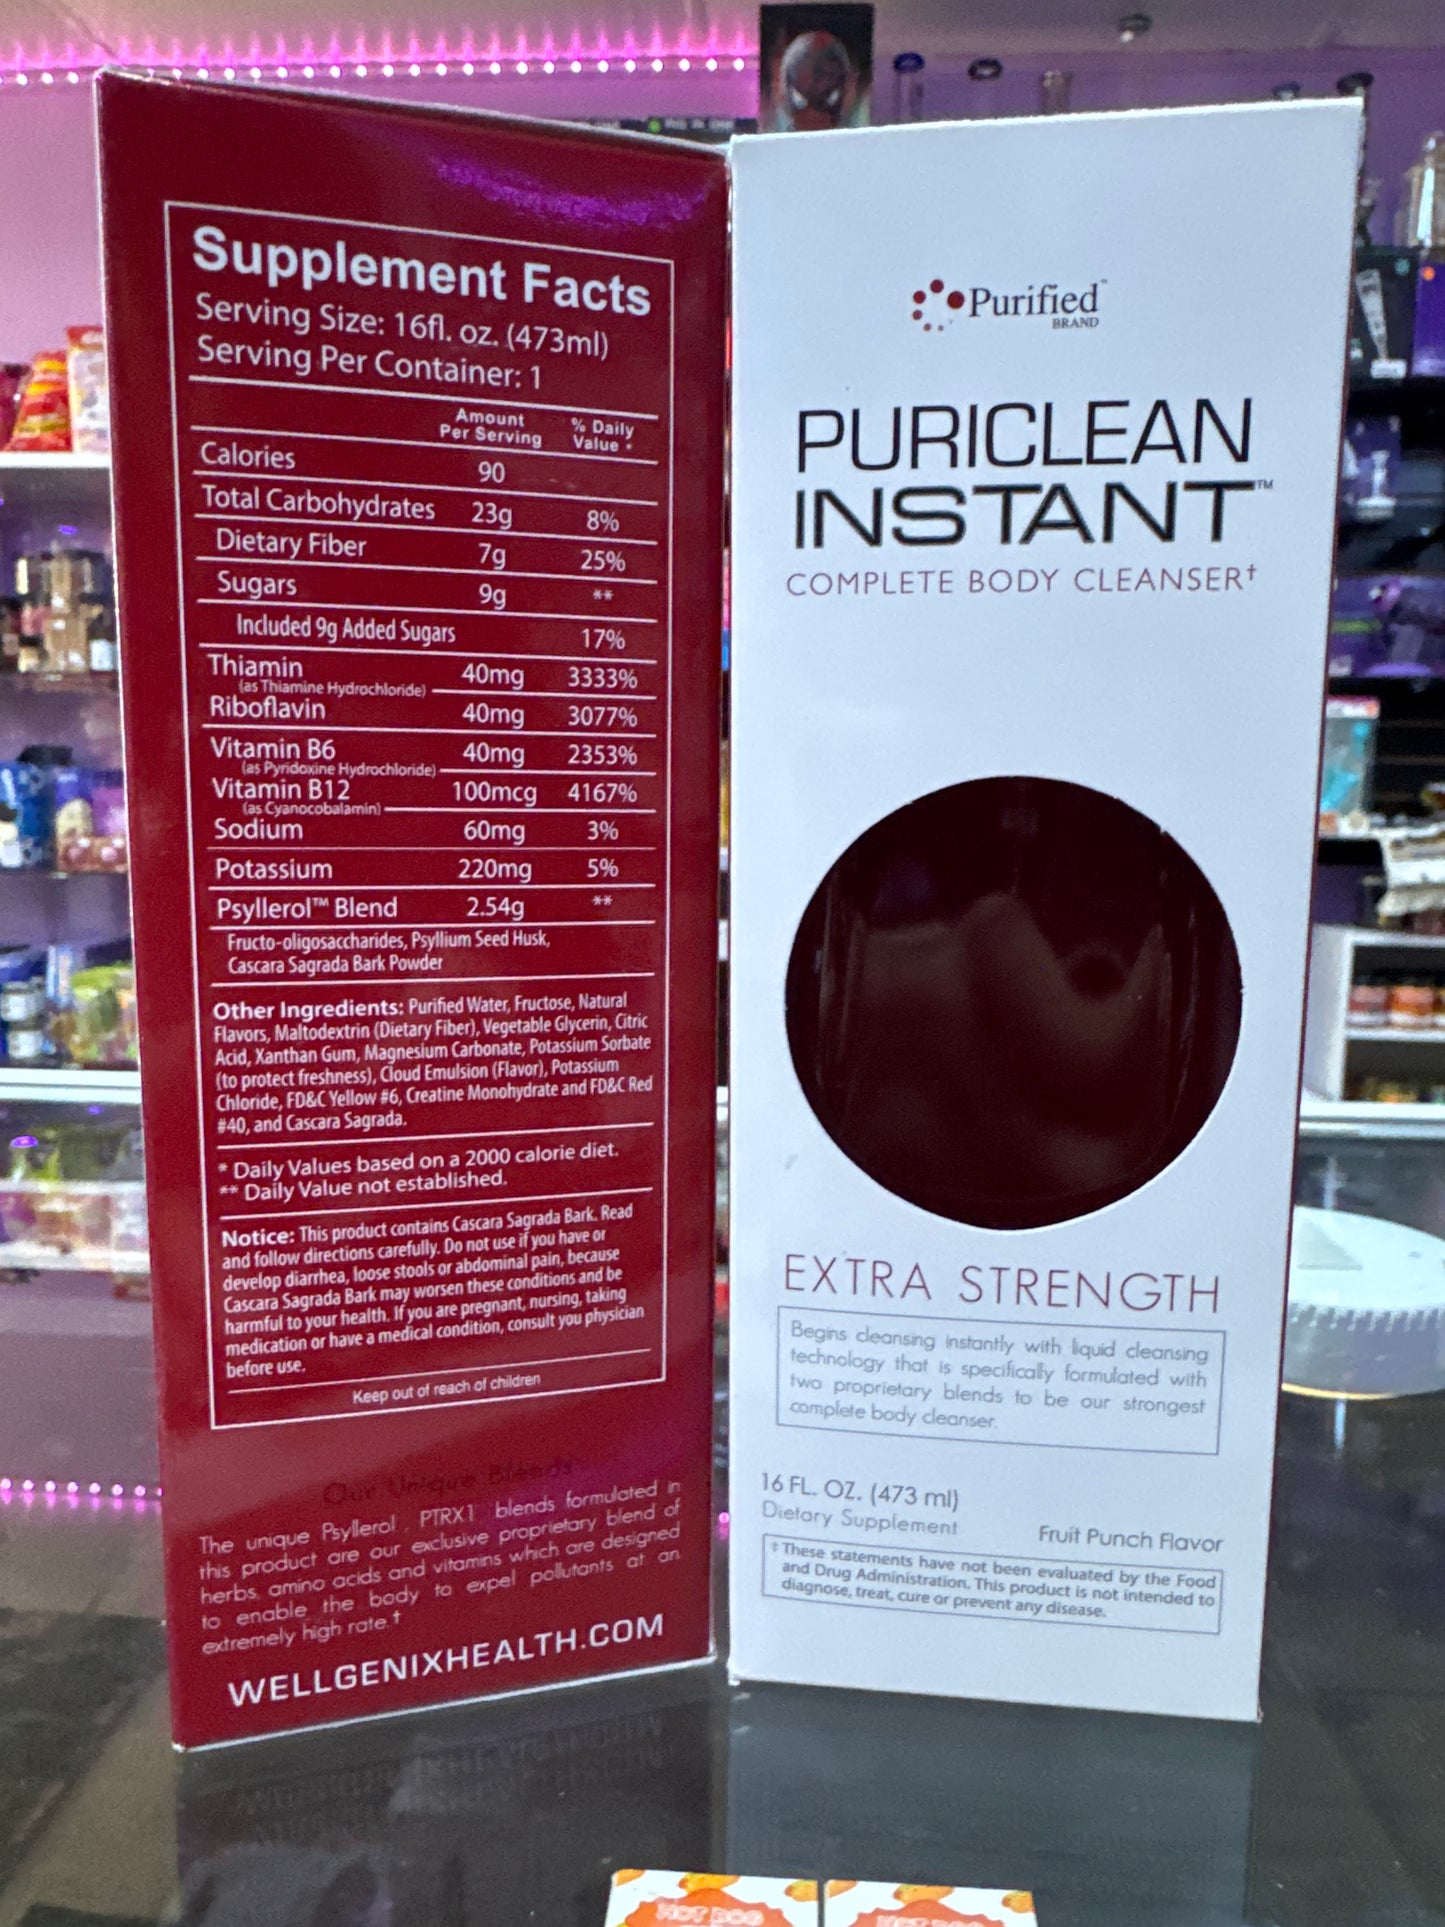 Supplement Facts
Serving Size: 16fl. oz. (473ml)
Serving Per Container: 1
Amount Per Serving % Daily Value *
Calories 90
Total Carbohydrates 23g 8%
Dietary Fiber 7g 25%
Sugars 9g **
Included 9g Added Sugars 17%
Thiamin 40mg 3333%
(as Thiamine Hydrochloride)
Riboflavin 40mg 3077%
Vitamin B6 40mg 2353%
(as Pyridoxine Hydrochloride)
Vitamin B12 100mcg 4167%
(as Cyanocobalamin)
Sodium 60mg 3%
Potassium 220mg 5%
Psyllerol™ Blend 2.54g **
Fructo-oligosaccharides, Psyllium Seed Husk,
Cascara Sagrada Bark Powder
Other Ingredients: Purified Water, Fructose, Natural
Flavors, Maltodextrin (Dietary Fiber), Vegetable Glycerin, Citric
Acid, Xanthan Gum, Magnesium Carbonate, Potassium Sorbate
(to protect freshness), Cloud Emulsion (Flavor), Potassium
Chloride, FD&C Yellow #6, Creatine Monohydrate and FD&C Red
#40, and Cascara Sagrada.
* Daily Values based on a 2000 calorie diet.
** Daily Value not established.
Notice: This product contains Cascara Sagrada Bark. Read
and follow directions carefully. Do not use if you have or
develop diarrhea, loose stools or abdominal pain, because
Cascara Sagrada Bark may worsen these conditions and be
harmful to your health. If you are pregnant, nursing, taking
medication or have a medical condition, consult you physician
before use.
Keep out of reach of children
Our Unique Blends
The unique Psyllerol, PTRX1 blends formulated in
this product are our exclusive proprietary blend of
herbs, amino acids and vitamins which are designed
to enable the body to expel pollutants at an
extremely high rate.†
WELLGENIXHEALTH.COM
Purified™
BRAND
PURICLEAN
INSTANT™
COMPLETE BODY CLEANSER†
EXTRA STRENGTH
Begins cleansing instantly with liquid cleansing
technology that is specifically formulated with
two proprietary blends to be our strongest
complete body cleanser.
16 FL. OZ. (473 ml)
Dietary Supplement
Fruit Punch Flavor
‡ These statements have not been evaluated by the Food
and Drug Administration. This product is not intended to
diagnose, treat, cure or prevent any disease.
HOT DOG
HOT DOG